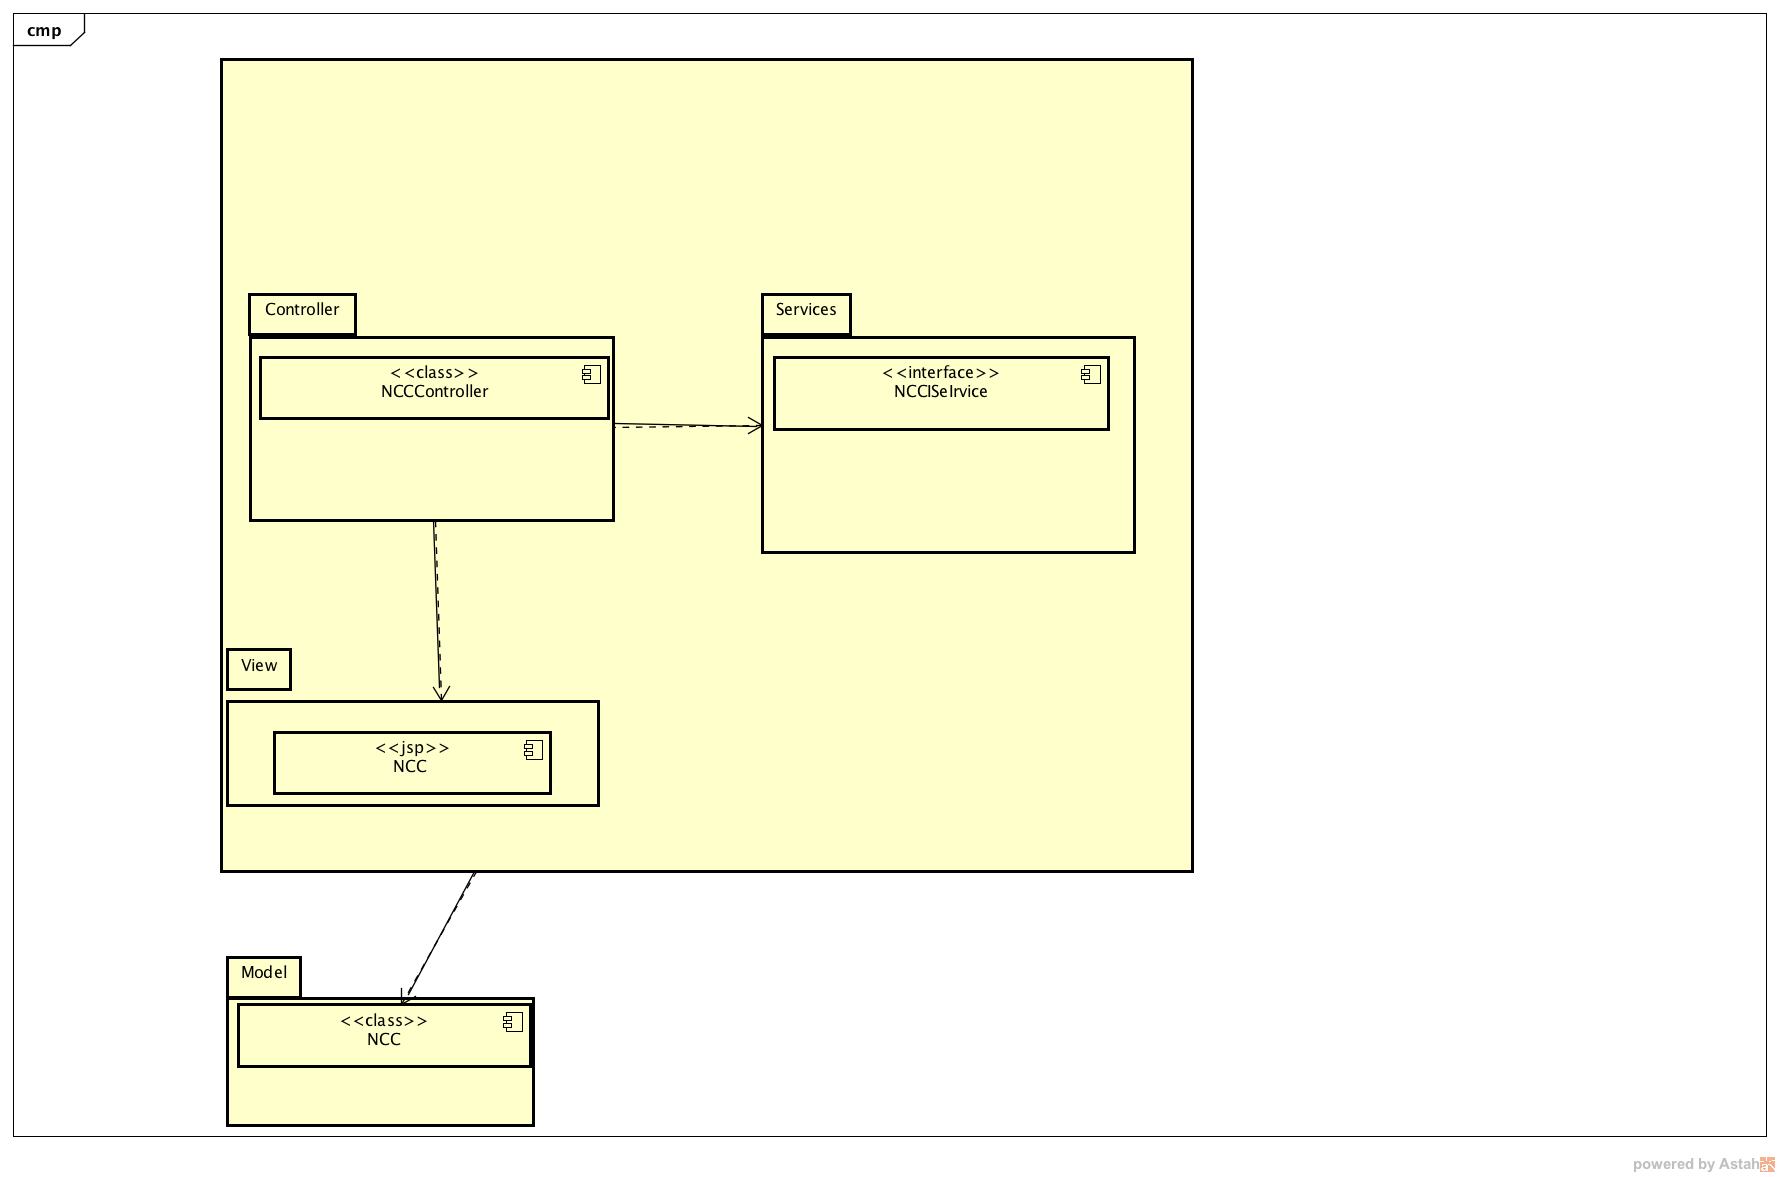 cmp
Controller
<<class>>
NCCController
Services
<<interface>>
NCCISeIrvice
View
<<jsp>>
NCC
Model
<<class>>
NCC
powered by Astah